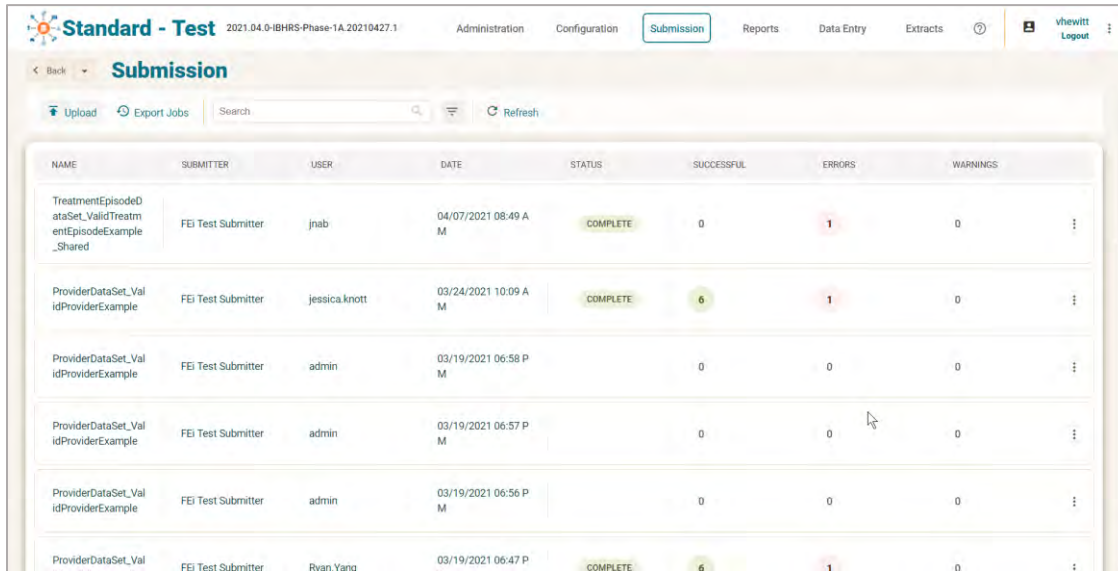 Standard - Test 2021.04.0-IBHRS-Phase-1A.20210427.1 Administration Configuration Submission Reports Data Entry Extracts vhewitt
Logout
Back Submission
Upload Export Jobs Search Refresh
NAME SUBMITTER USER DATE STATUS SUCCESSFUL ERRORS WARNINGS
TreatmentEpisodeD
ataSet_ValidTreatm
entEpisodeExample
_Shared
FEi Test Submitter jnab 04/07/2021 08:49 A
M
COMPLETE 0 1 0
ProviderDataSet_Val
idProviderExample
FEi Test Submitter jessica.knott 03/24/2021 10:09 A
M
COMPLETE 6 1 0
ProviderDataSet_Val
idProviderExample
FEi Test Submitter admin 03/19/2021 06:58 P
M
0 0 0
ProviderDataSet_Val
idProviderExample
FEi Test Submitter admin 03/19/2021 06:57 P
M
0 0 0
ProviderDataSet_Val
idProviderExample
FEi Test Submitter admin 03/19/2021 06:56 P
M
0 0 0
ProviderDataSet_Val
FEi Test Submitter Ryan.Yang 03/19/2021 06:47 P
COMPLETE 6 1 0